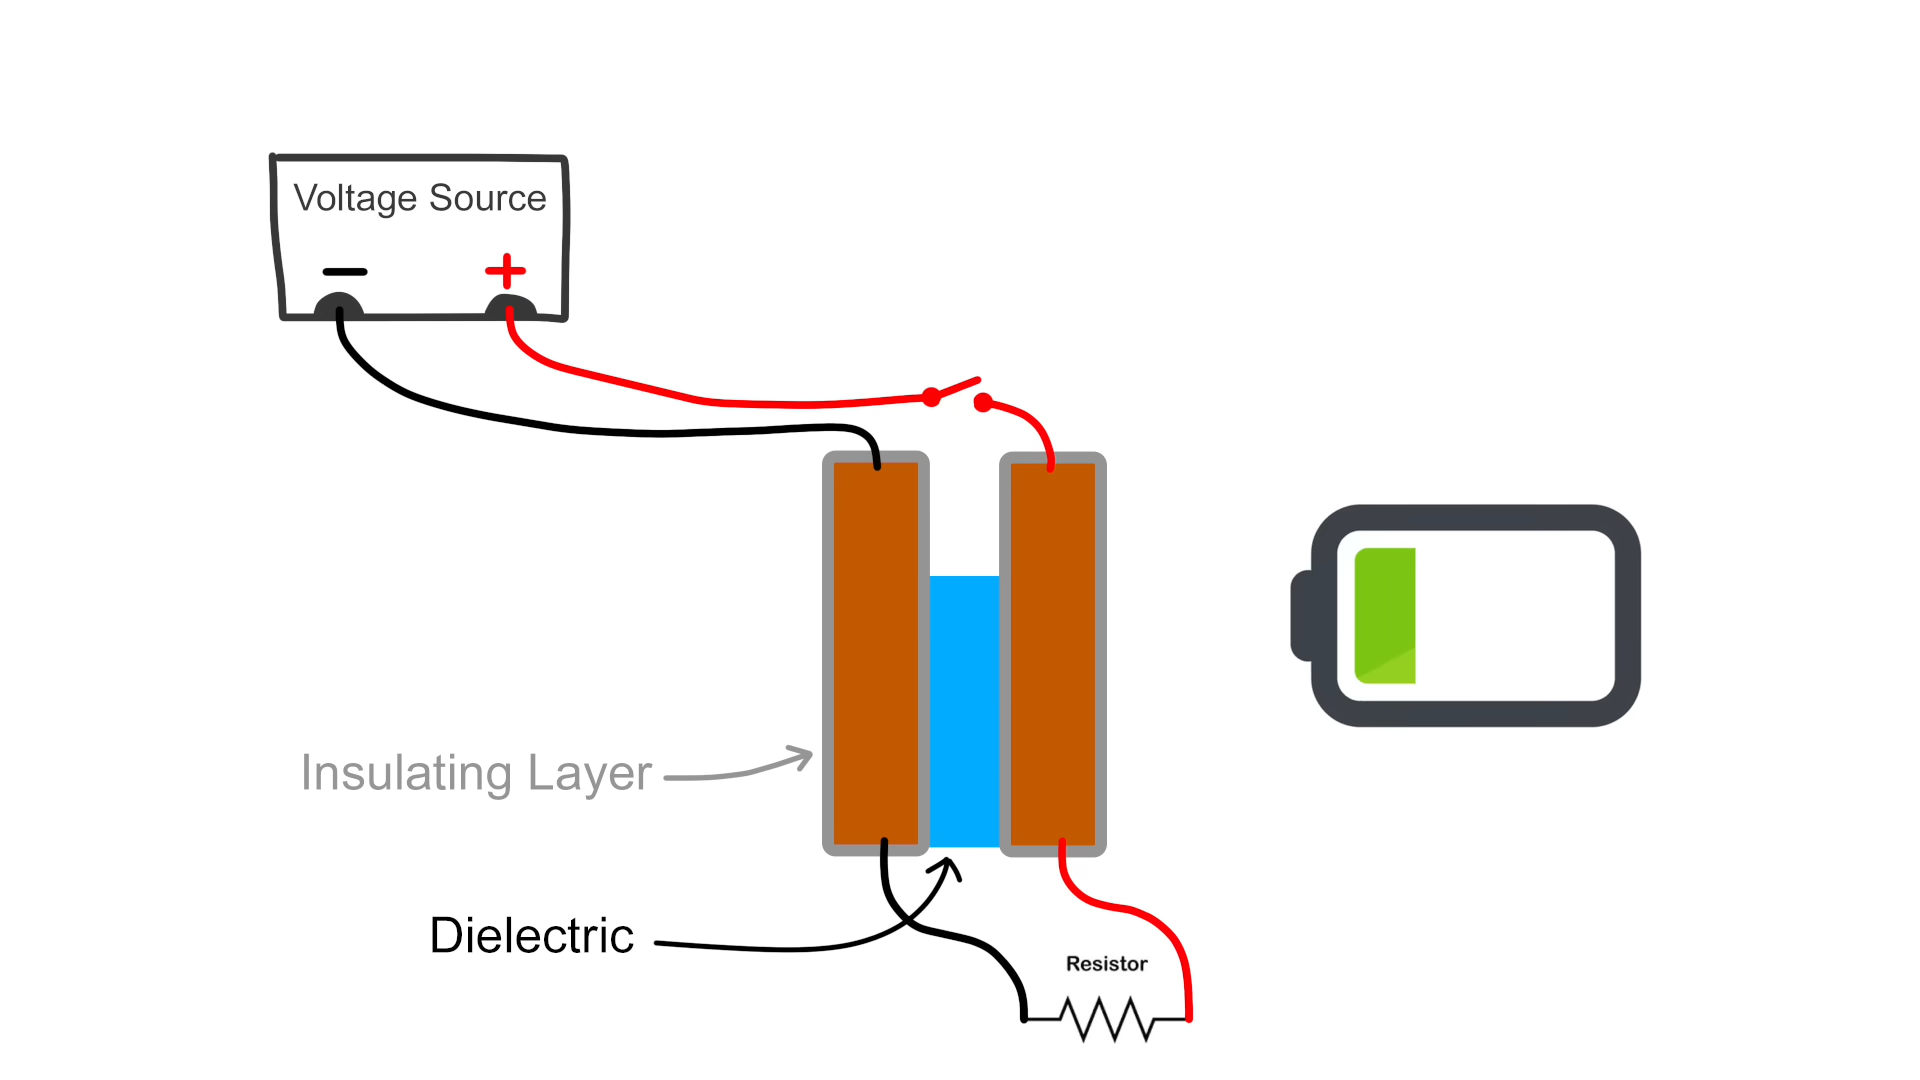 Voltage Source
− +
Insulating Layer
Dielectric
Resistor